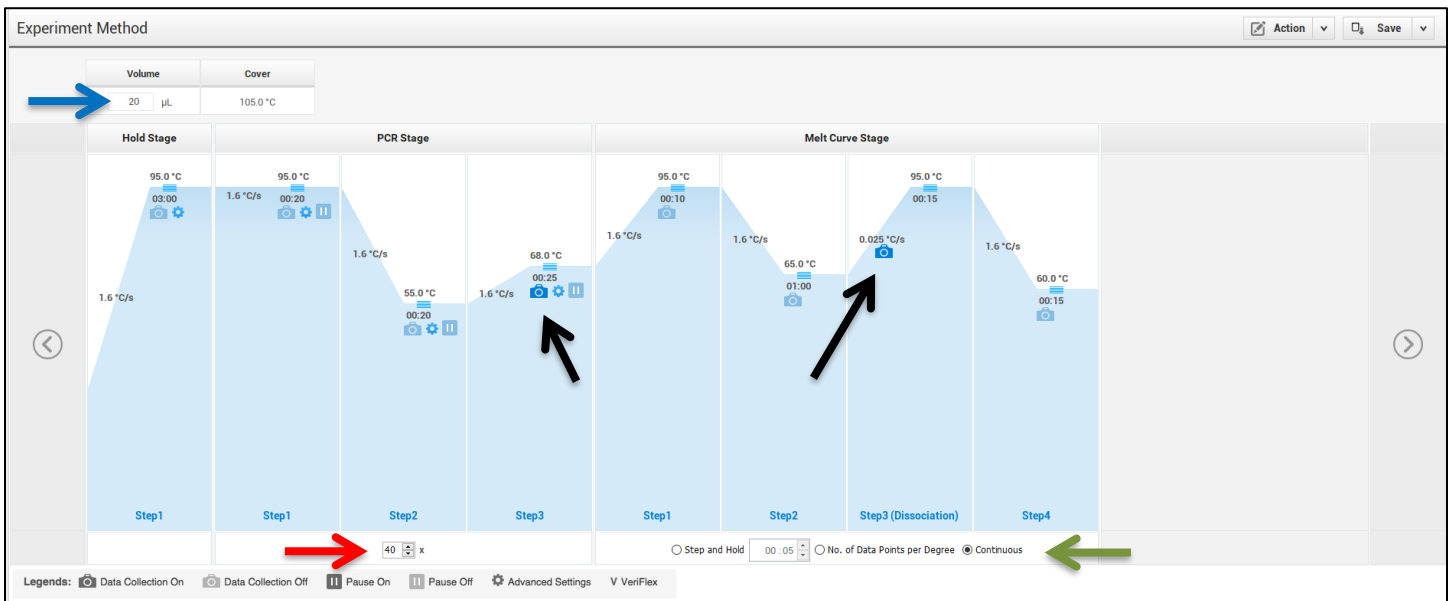 Experiment Method
Action
Save
Volume
Cover
20 µL
105.0 °C
Hold Stage
PCR Stage
Melt Curve Stage
95.0 °C
03:00
1.6 °C/s
Step1
95.0 °C
1.6 °C/s
00:20
Step1
1.6 °C/s
55.0 °C
00:20
Step2
68.0 °C
00:25
1.6 °C/s
Step3
95.0 °C
00:10
1.6 °C/s
Step1
1.6 °C/s
65.0 °C
01:00
Step2
95.0 °C
00:15
0.025 °C/s
Step3 (Dissociation)
1.6 °C/s
60.0 °C
00:15
Step4
40 x
Step and Hold 00 :05 No. of Data Points per Degree Continuous
Legends: Data Collection On Data Collection Off Pause On Pause Off Advanced Settings V VeriFlex